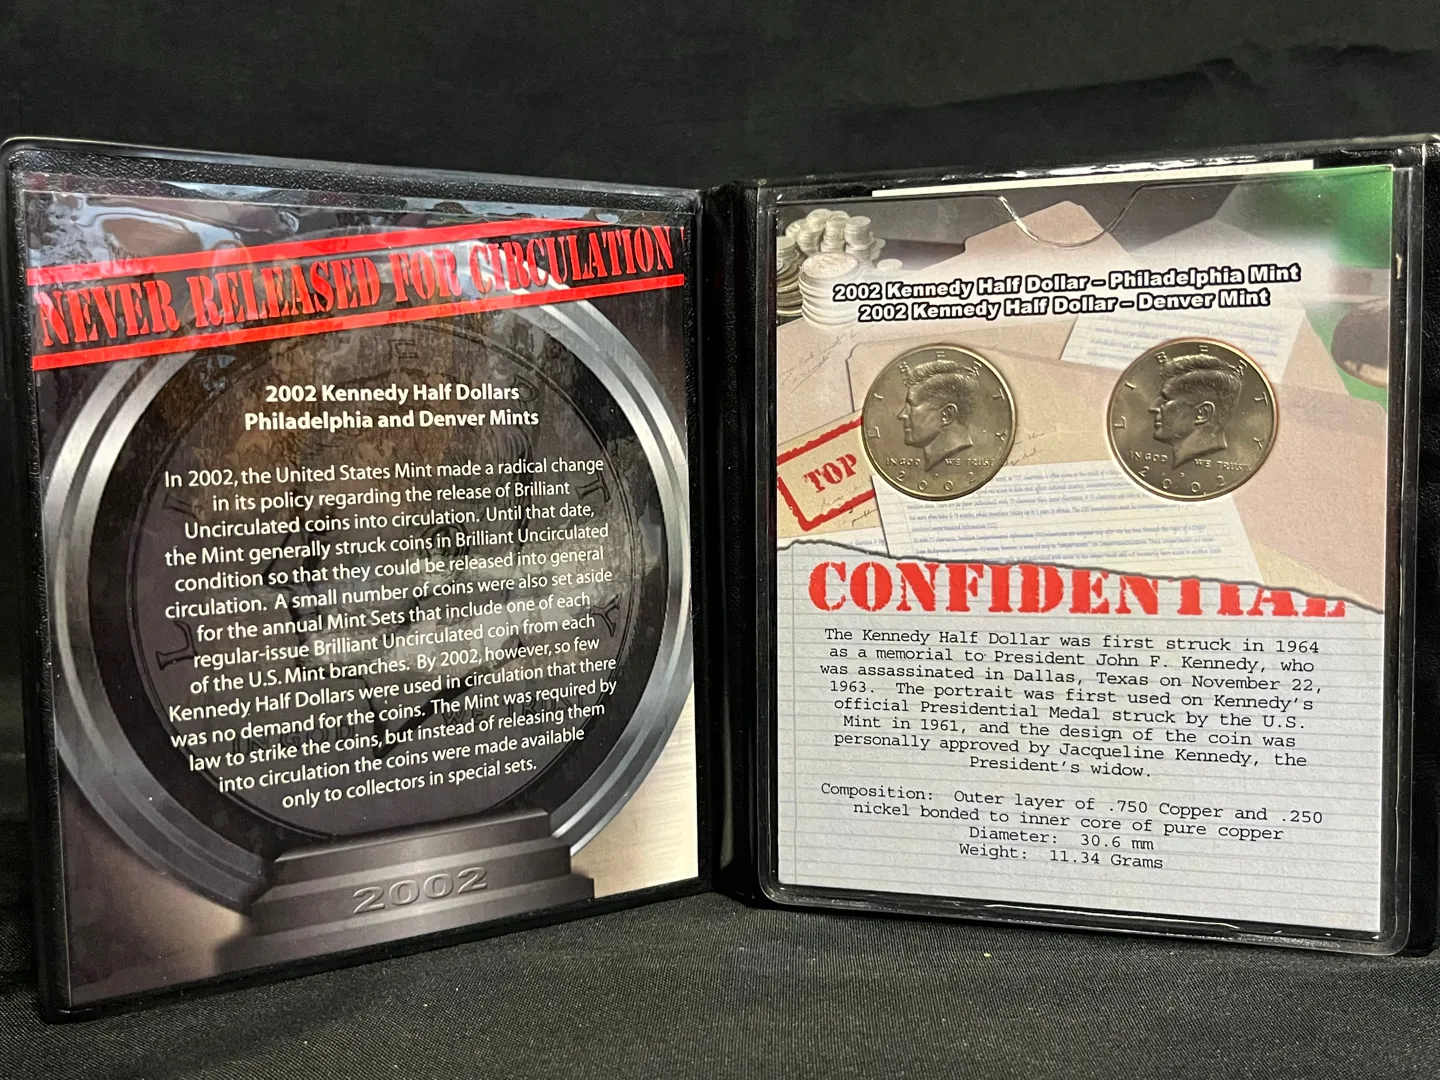 NEVER RELEASED FOR CIRCULATION
2002 Kennedy Half Dollars
Philadelphia and Denver Mints
In 2002, the United States Mint made a radical change
in its policy regarding the release of Brilliant
Uncirculated coins into circulation. Until that date,
the Mint generally struck coins in Brilliant Uncirculated
condition so that they could be released into general
circulation. A small number of coins were also set aside
for the annual Mint Sets that include one of each
regular-issue Brilliant Uncirculated coin from each
of the U.S. Mint branches. By 2002, however, so few
Kennedy Half Dollars were used in circulation that there
was no demand for the coins. The Mint was required by
law to strike the coins, but instead of releasing them
into circulation the coins were made available
only to collectors in special sets.
2002
2002 Kennedy Half Dollar – Philadelphia Mint
2002 Kennedy Half Dollar – Denver Mint
LIBERTY
IN GOD WE TRUST
2002
LIBERTY
IN GOD WE TRUST
2002
TOP
CONFIDENTIAL
The Kennedy Half Dollar was first struck in 1964
as a memorial to President John F. Kennedy, who
was assassinated in Dallas, Texas on November 22,
1963. The portrait was first used on Kennedy's
official Presidential Medal struck by the U.S.
Mint in 1961, and the design of the coin was
personally approved by Jacqueline Kennedy, the
President's widow.
Composition: Outer layer of .750 Copper and .250
nickel bonded to inner core of pure copper
Diameter: 30.6 mm
Weight: 11.34 Grams